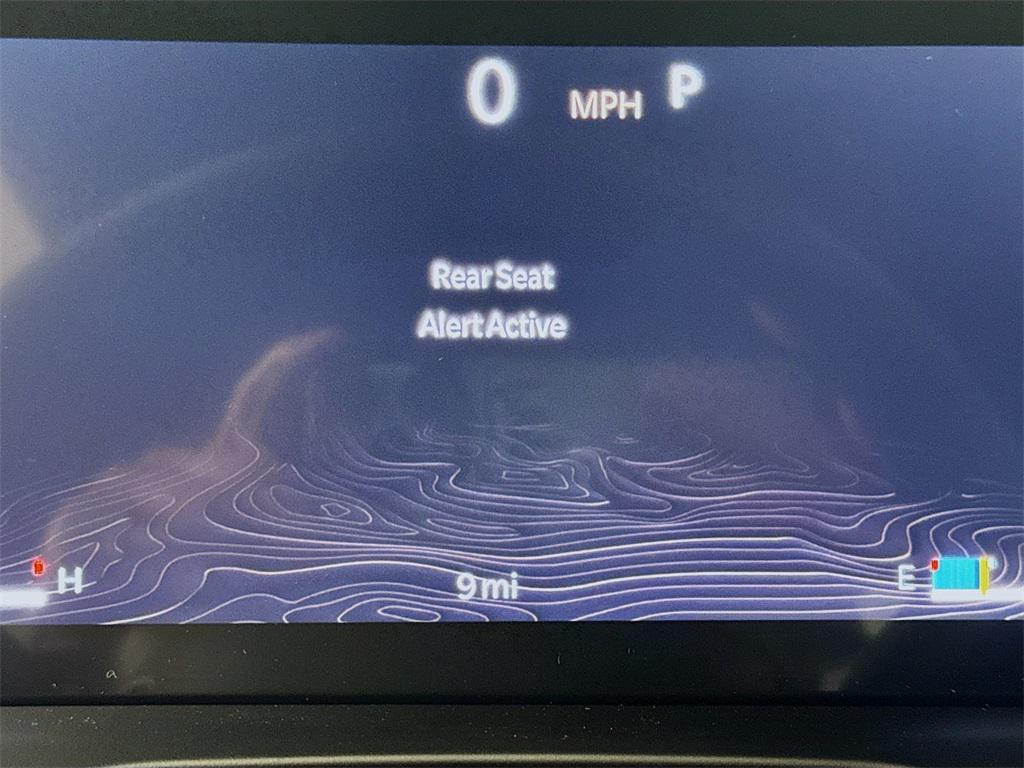 0 MPH P
Rear Seat
Alert Active
H
9 mi
E